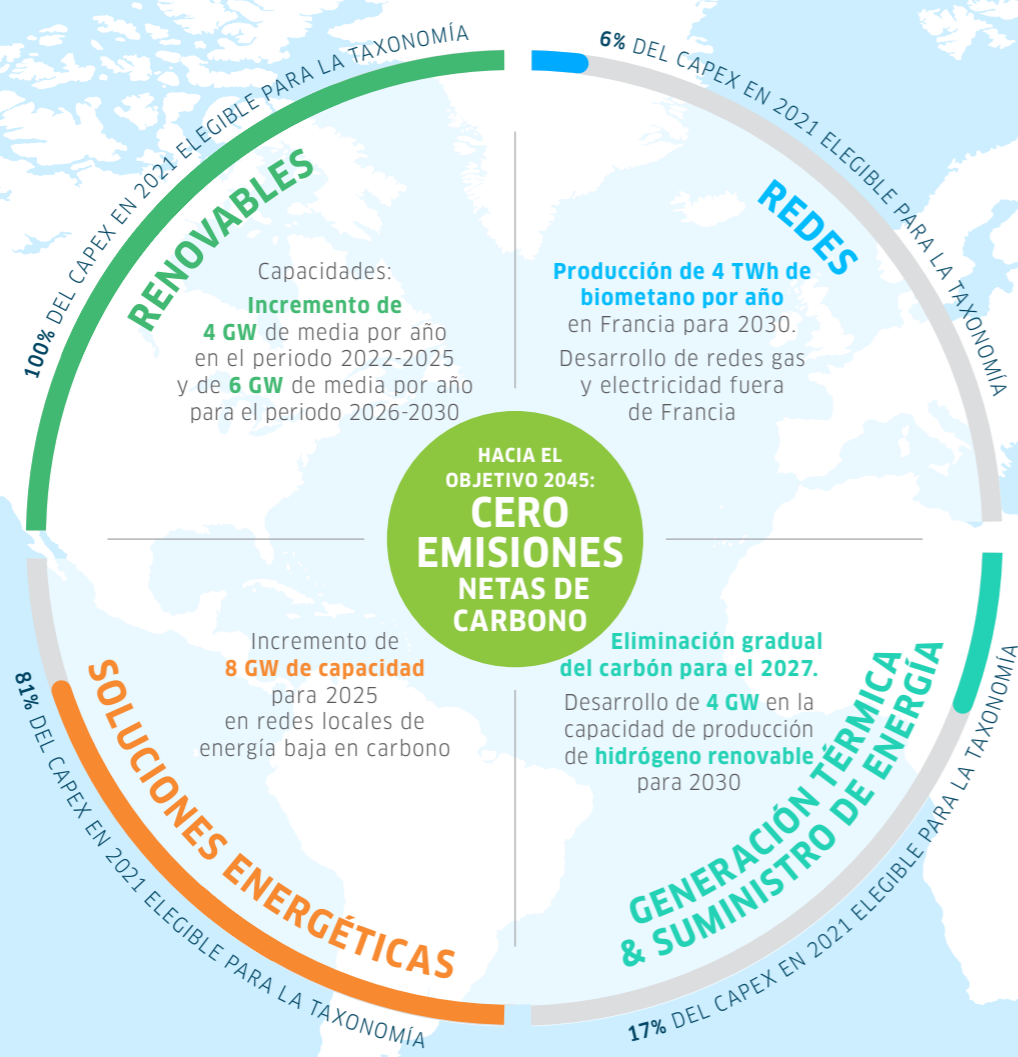 100% DEL CAPEX EN 2021 ELEGIBLE PARA LA TAXONOMÍA
RENOVABLES
Capacidades:
Incremento de
4 GW de media por año
en el periodo 2022-2025
y de 6 GW de media por año
para el periodo 2026-2030
6% DEL CAPEX EN 2021 ELEGIBLE PARA LA TAXONOMÍA
REDES
Producción de 4 TWh de
biometano por año
en Francia para 2030.
Desarrollo de redes gas
y electricidad fuera
de Francia
HACIA EL
OBJETIVO 2045:
CERO
EMISIONES
NETAS DE
CARBONO
Incremento de
8 GW de capacidad
para 2025
en redes locales de
energía baja en carbono
SOLUCIONES ENERGÉTICAS
81% DEL CAPEX EN 2021 ELEGIBLE PARA LA TAXONOMÍA
Eliminación gradual
del carbón para el 2027.
Desarrollo de 4 GW en la
capacidad de producción
de hidrógeno renovable
para 2030
GENERACIÓN TÉRMICA
& SUMINISTRO DE ENERGÍA
17% DEL CAPEX EN 2021 ELEGIBLE PARA LA TAXONOMÍA